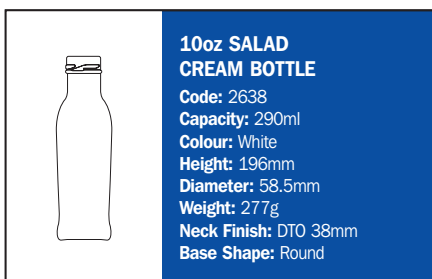 10oz SALAD
CREAM BOTTLE
Code: 2638
Capacity: 290ml
Colour: White
Height: 196mm
Diameter: 58.5mm
Weight: 277g
Neck Finish: DTO 38mm
Base Shape: Round